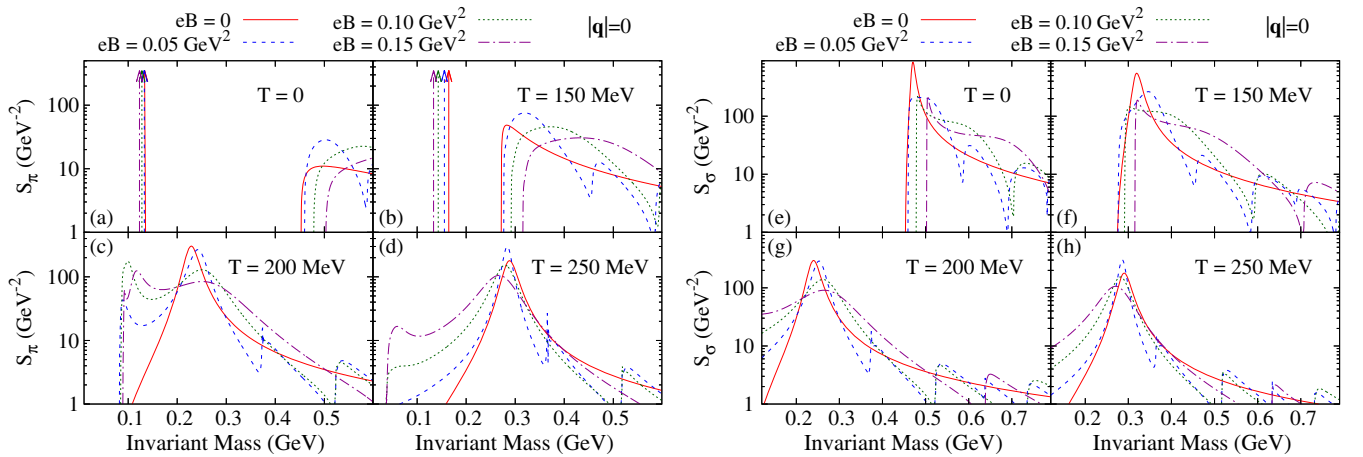 eB = 0
eB = 0.05 GeV²
eB = 0.10 GeV²
eB = 0.15 GeV²
|q|=0
S_π (GeV⁻²)
100
10
1
T = 0
(a)
T = 150 MeV
(b)
S_π (GeV⁻²)
100
10
1
(c)
T = 200 MeV
(d)
T = 250 MeV
0.1 0.2 0.3 0.4 0.5
0.1 0.2 0.3 0.4 0.5
Invariant Mass (GeV)
Invariant Mass (GeV)
eB = 0
eB = 0.05 GeV²
eB = 0.10 GeV²
eB = 0.15 GeV²
|q|=0
S_σ (GeV⁻²)
100
10
1
T = 0
(e)
T = 150 MeV
(f)
S_σ (GeV⁻²)
100
10
1
(g)
T = 200 MeV
(h)
T = 250 MeV
0.2 0.3 0.4 0.5 0.6 0.7
0.2 0.3 0.4 0.5 0.6 0.7
Invariant Mass (GeV)
Invariant Mass (GeV)